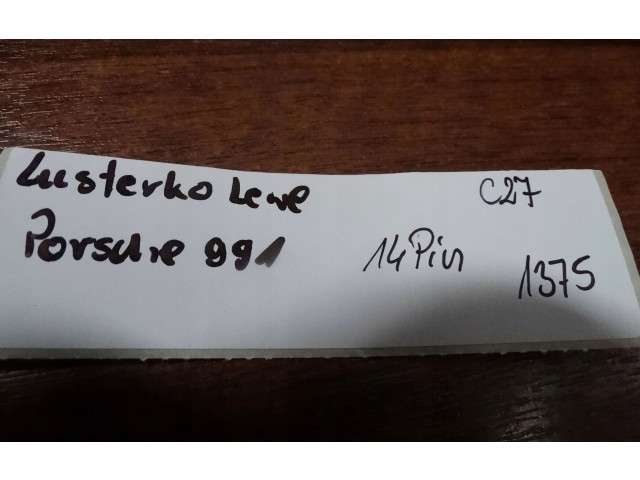 Lusterko Lewe
Porsche 991
C27
14Pin
1375